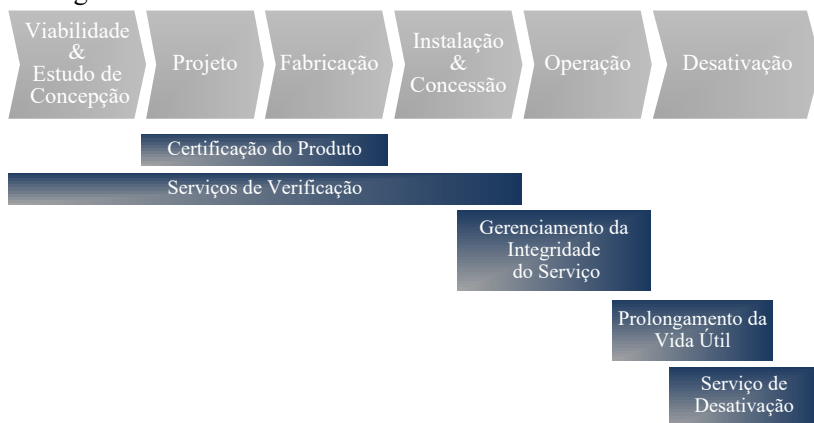 Viabilidade
&
Estudo de
Concepção
Projeto
Fabricação
Instalação
&
Concessão
Operação
Desativação
Certificação do Produto
Serviços de Verificação
Gerenciamento da
Integridade
do Serviço
Prolongamento da
Vida Útil
Serviço de
Desativação